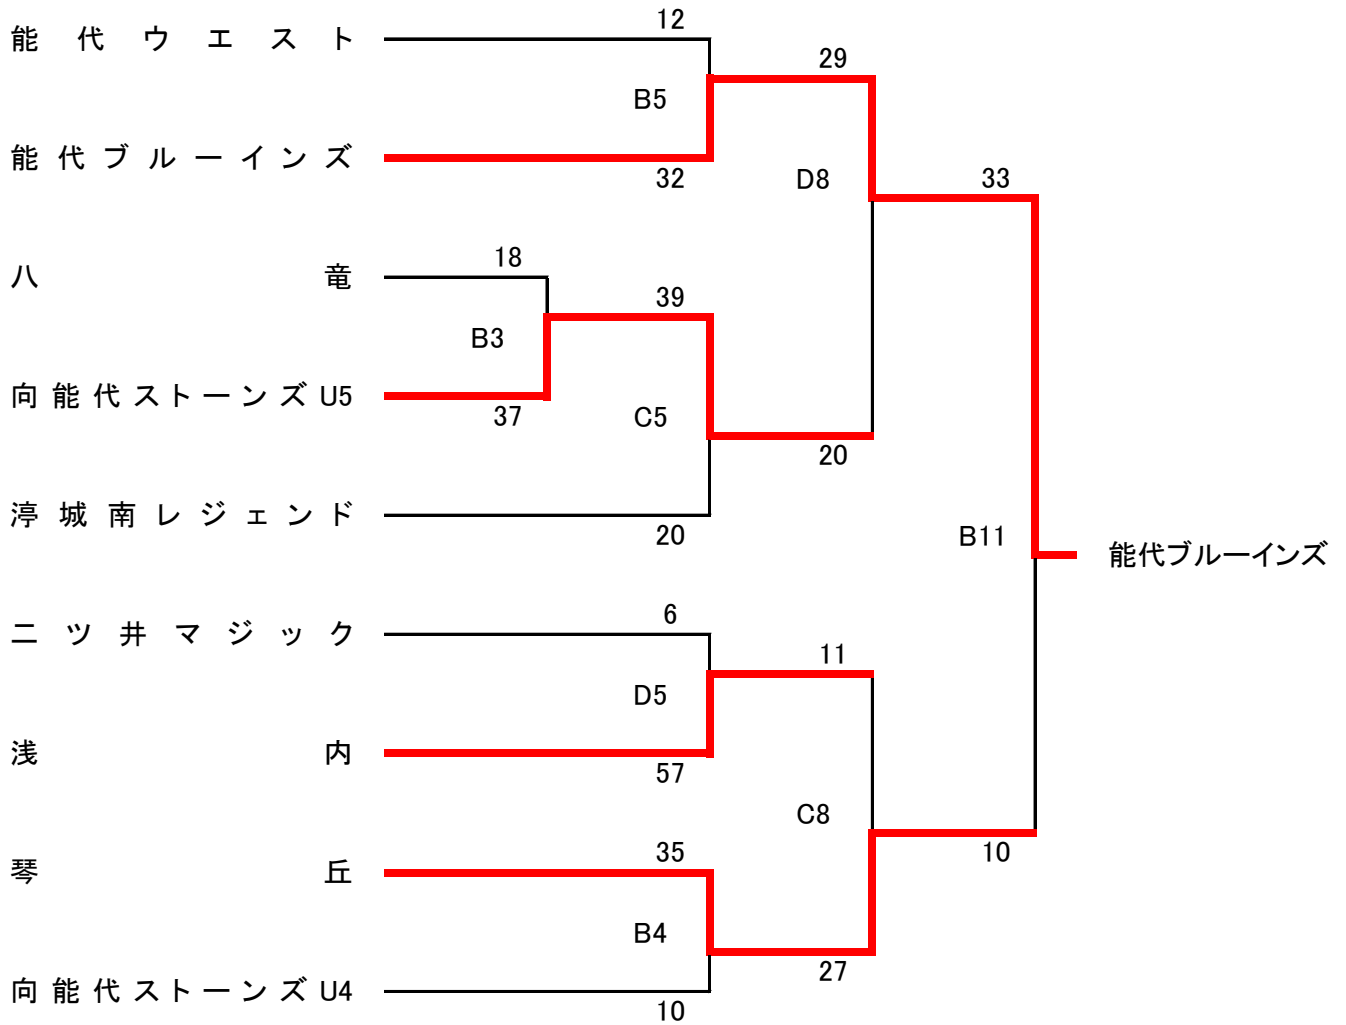 12
能代ウエスト
29
B5
能代ブルーインズ
32
D8
33
18
八竜
39
B3
向能代ストーンズU5
37
C5
20
渟城南レジェンド
20
B11
能代ブルーインズ
6
二ツ井マジック
11
D5
浅内
57
C8
35
10
琴丘
B4
27
向能代ストーンズU4
10